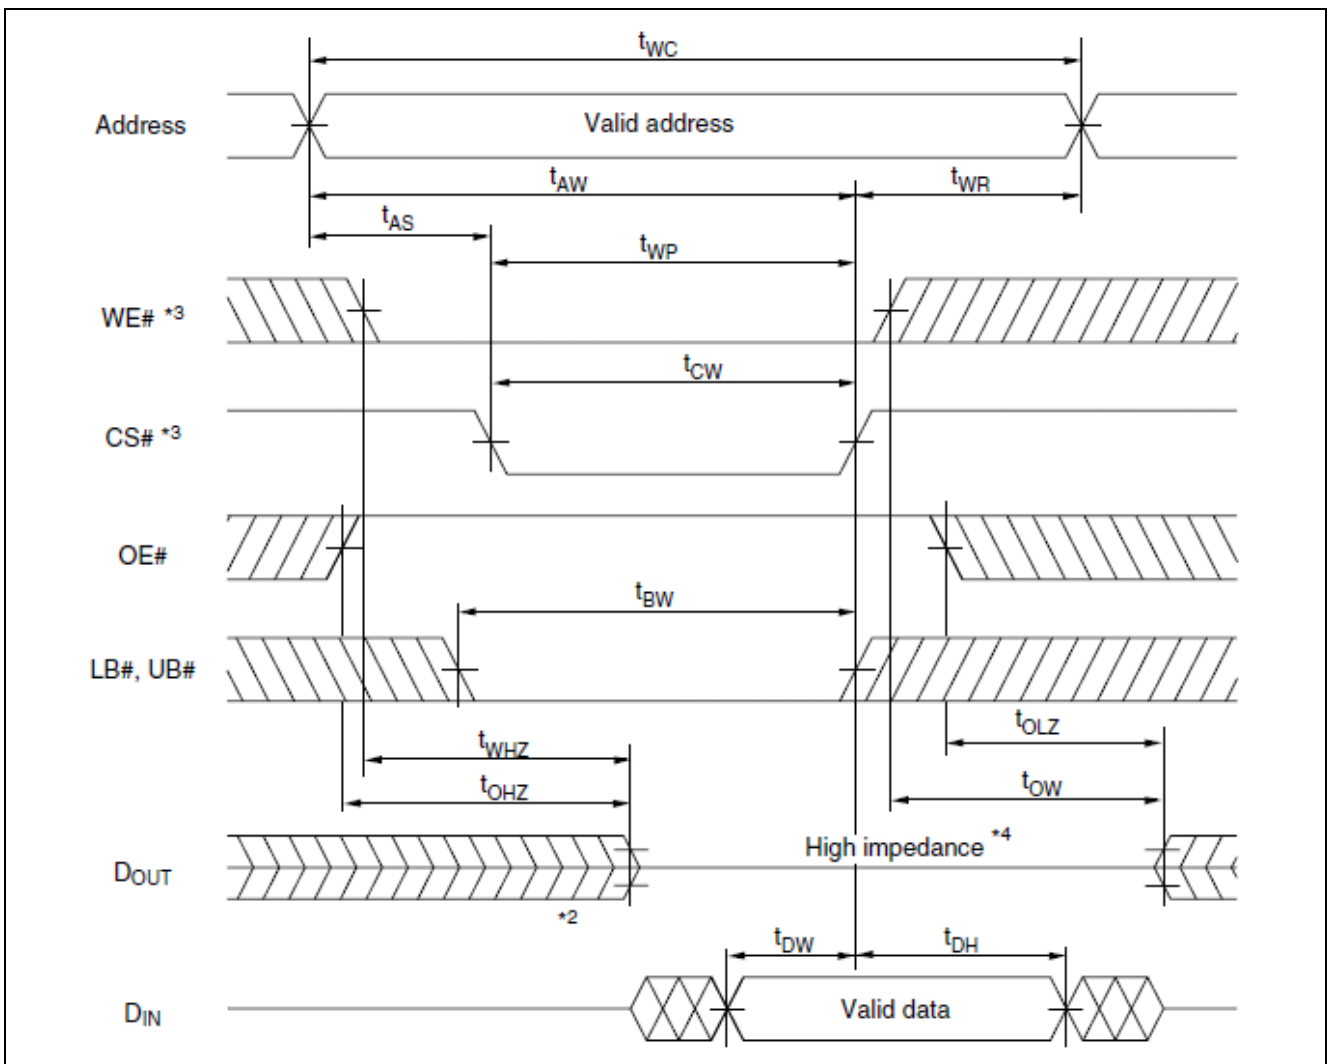 tWC
Address
Valid address
tAW
tWR
tAS
tWP
WE# *3
tCW
CS# *3
OE#
tBW
LB#, UB#
tOLZ
tWHZ
tOW
tOHZ
High impedance *4
DOUT
*2
tDW
tDH
DIN
Valid data